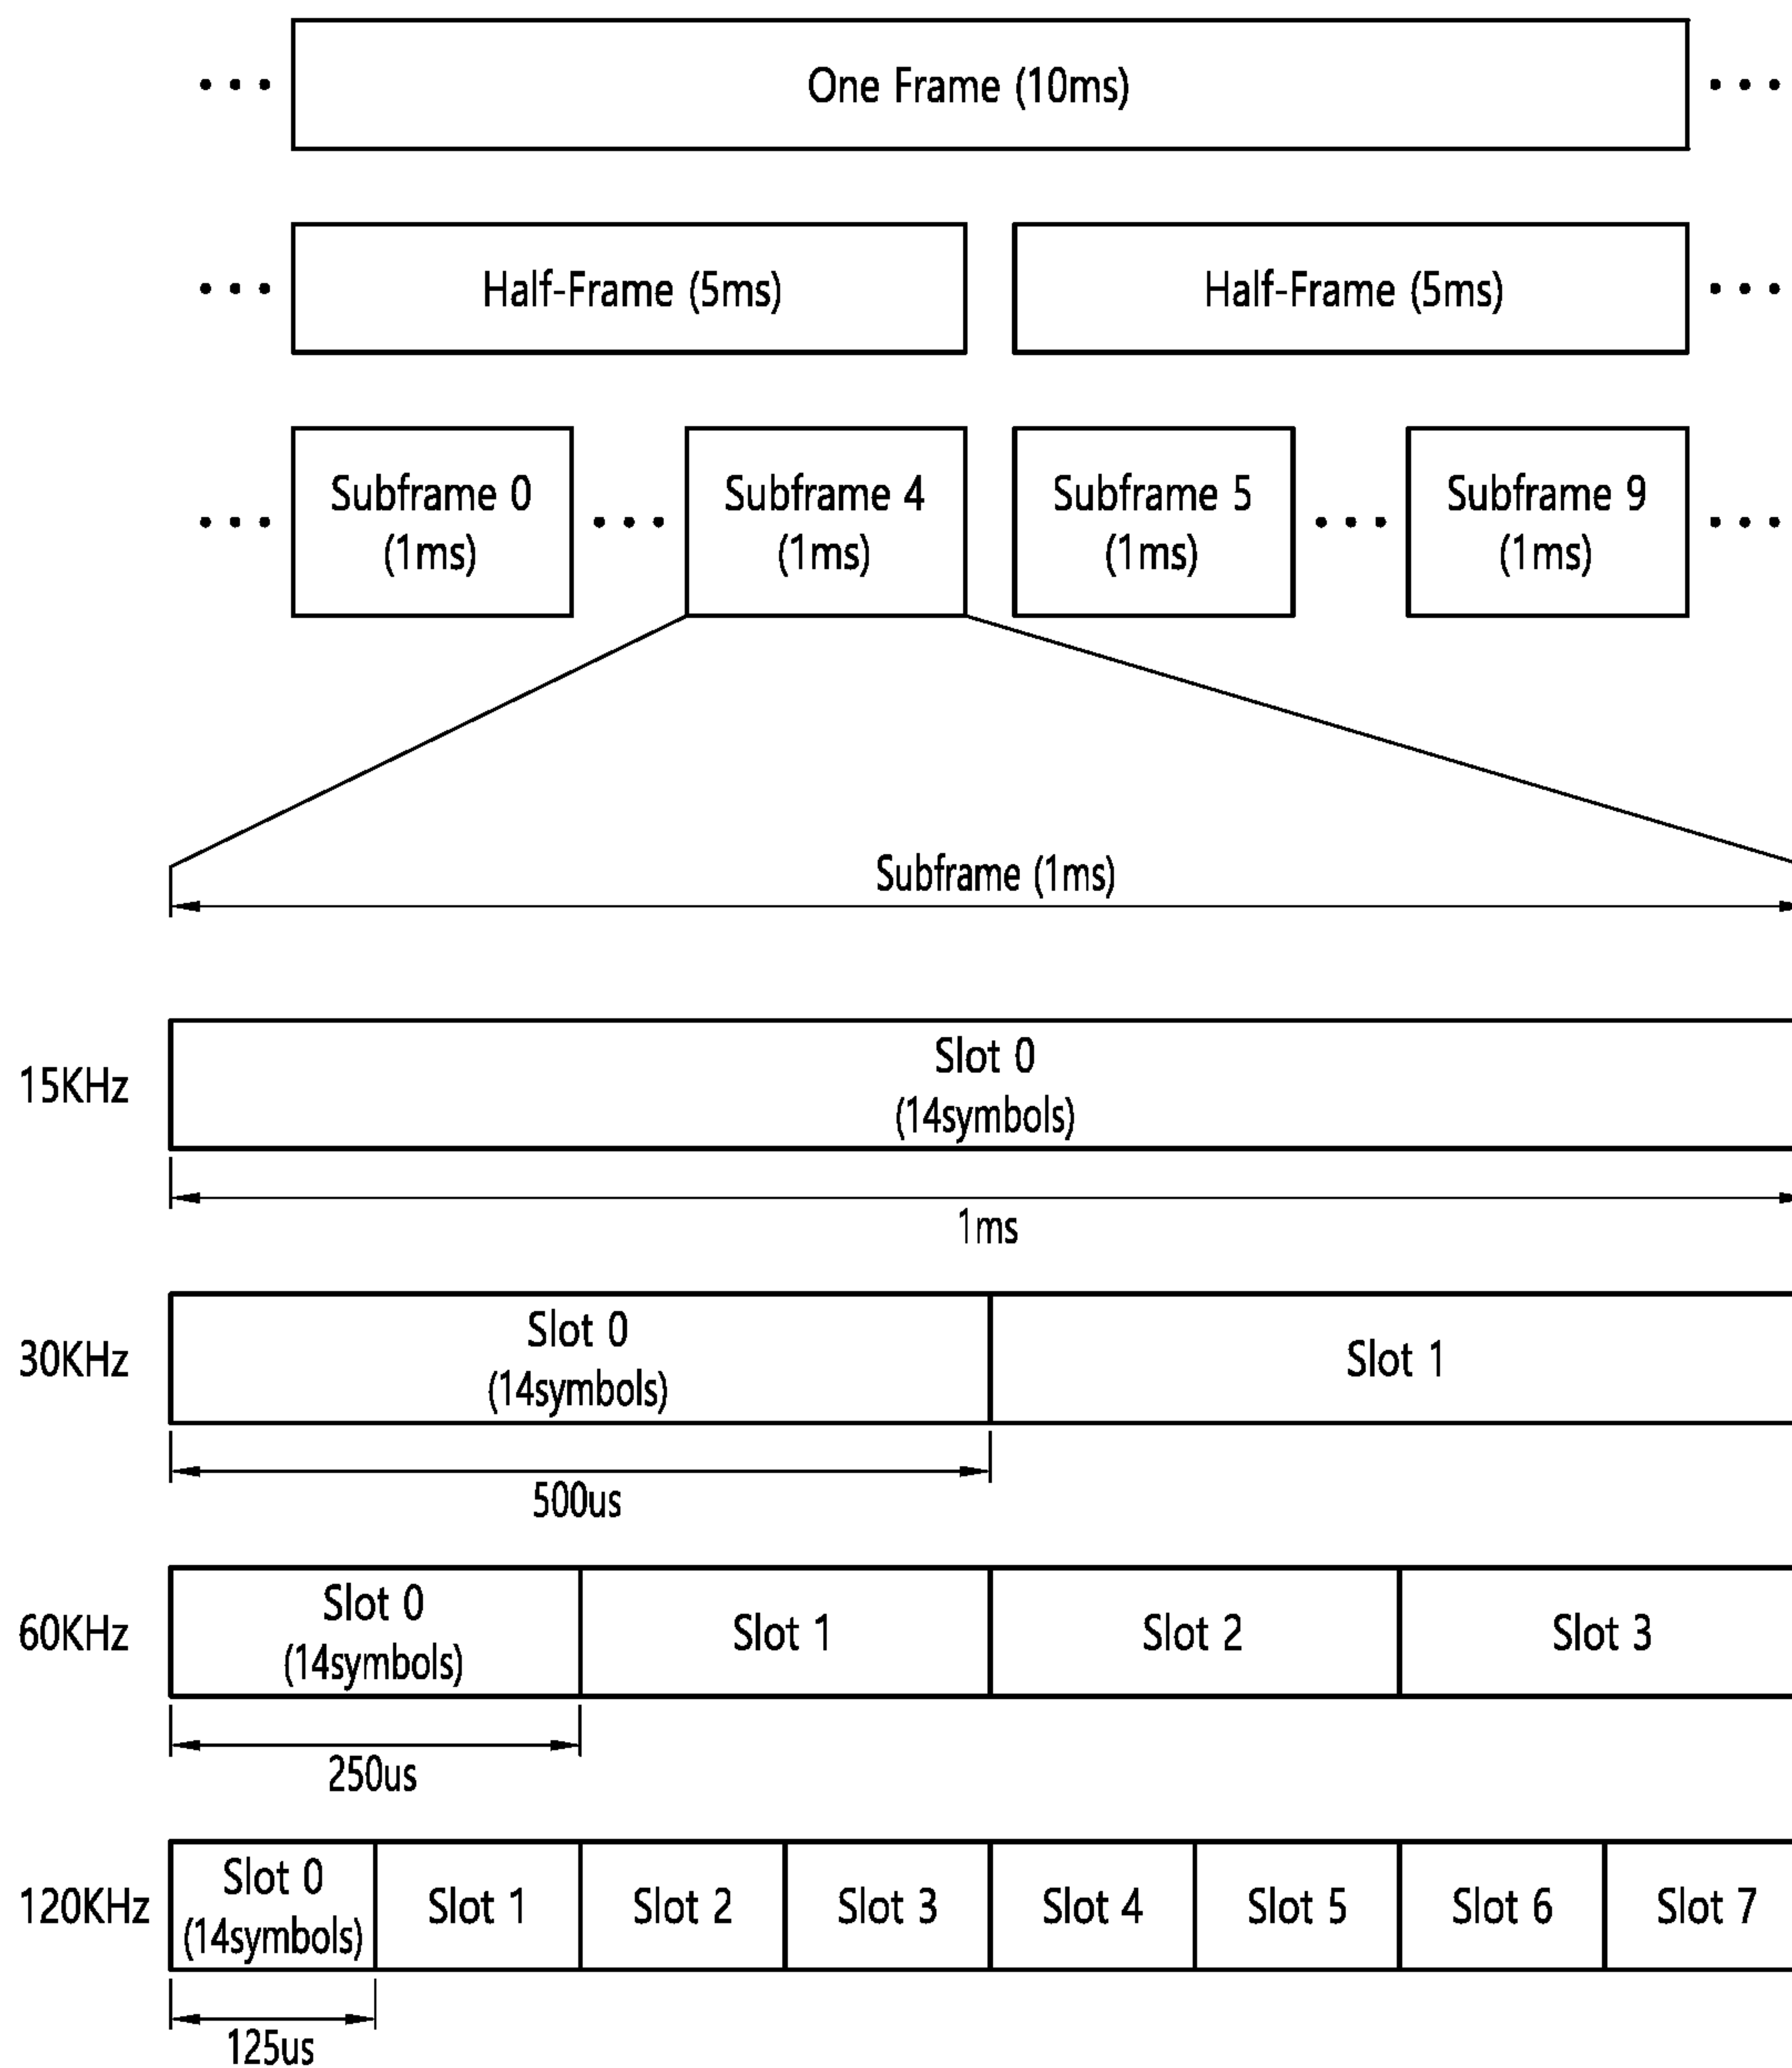 One Frame (10ms)
Half-Frame (5ms) Half-Frame (5ms)
Subframe 0 Subframe 4 Subframe 5 Subframe 9
(1ms) (1ms) (1ms) (1ms)
Subframe (1ms)
15KHz
Slot 0
(14symbols)
1ms
30KHz
Slot 0
(14symbols)
Slot 1
500us
60KHz
Slot 0
(14symbols)
Slot 1
Slot 2
Slot 3
250us
120KHz
Slot 0
(14symbols)
Slot 1
Slot 2
Slot 3
Slot 4
Slot 5
Slot 6
Slot 7
125us